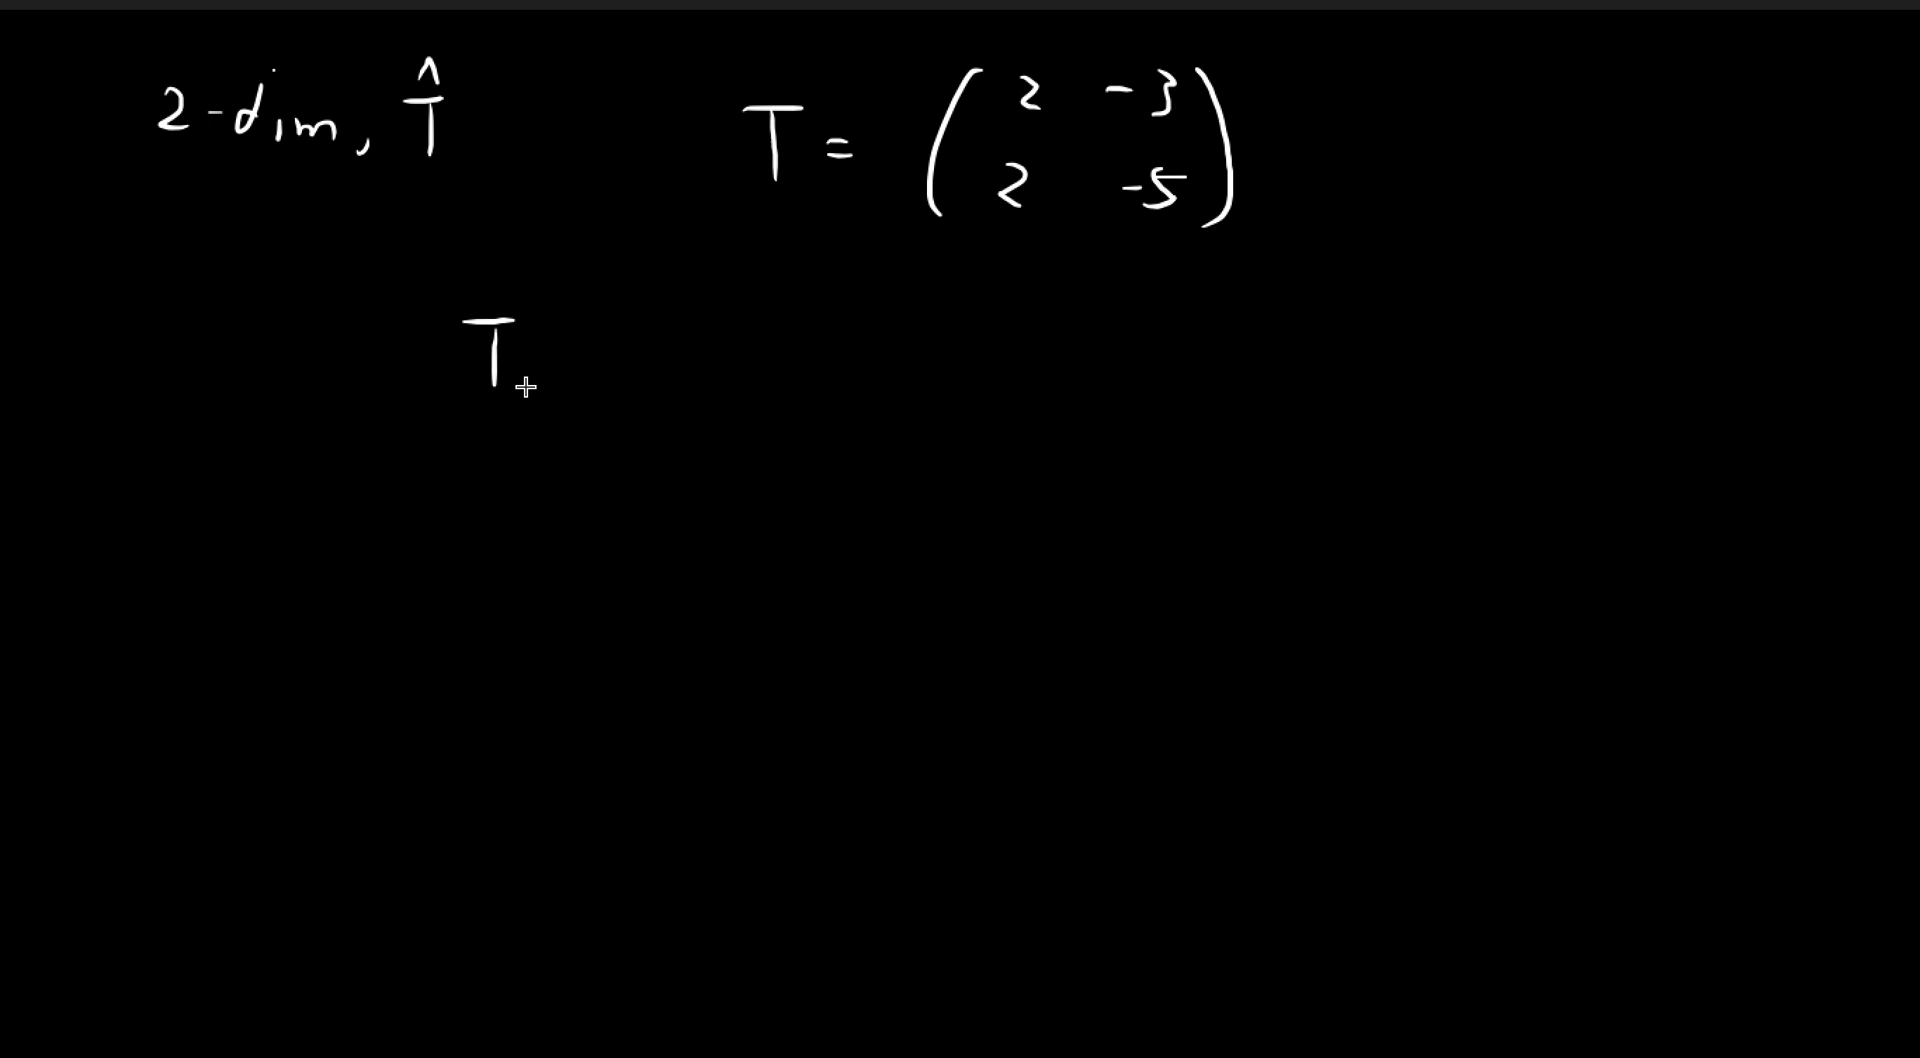 2-dim, T̂ T = ( 2 -3
2 -5 )
T